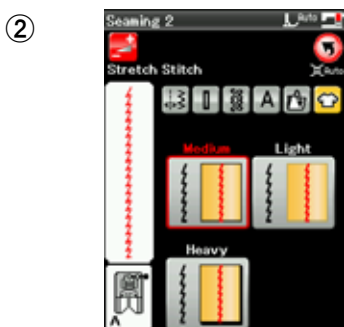 ②
Seaming 2 Auto
Stretch Stitch Auto
A
Medium Light
Heavy
A